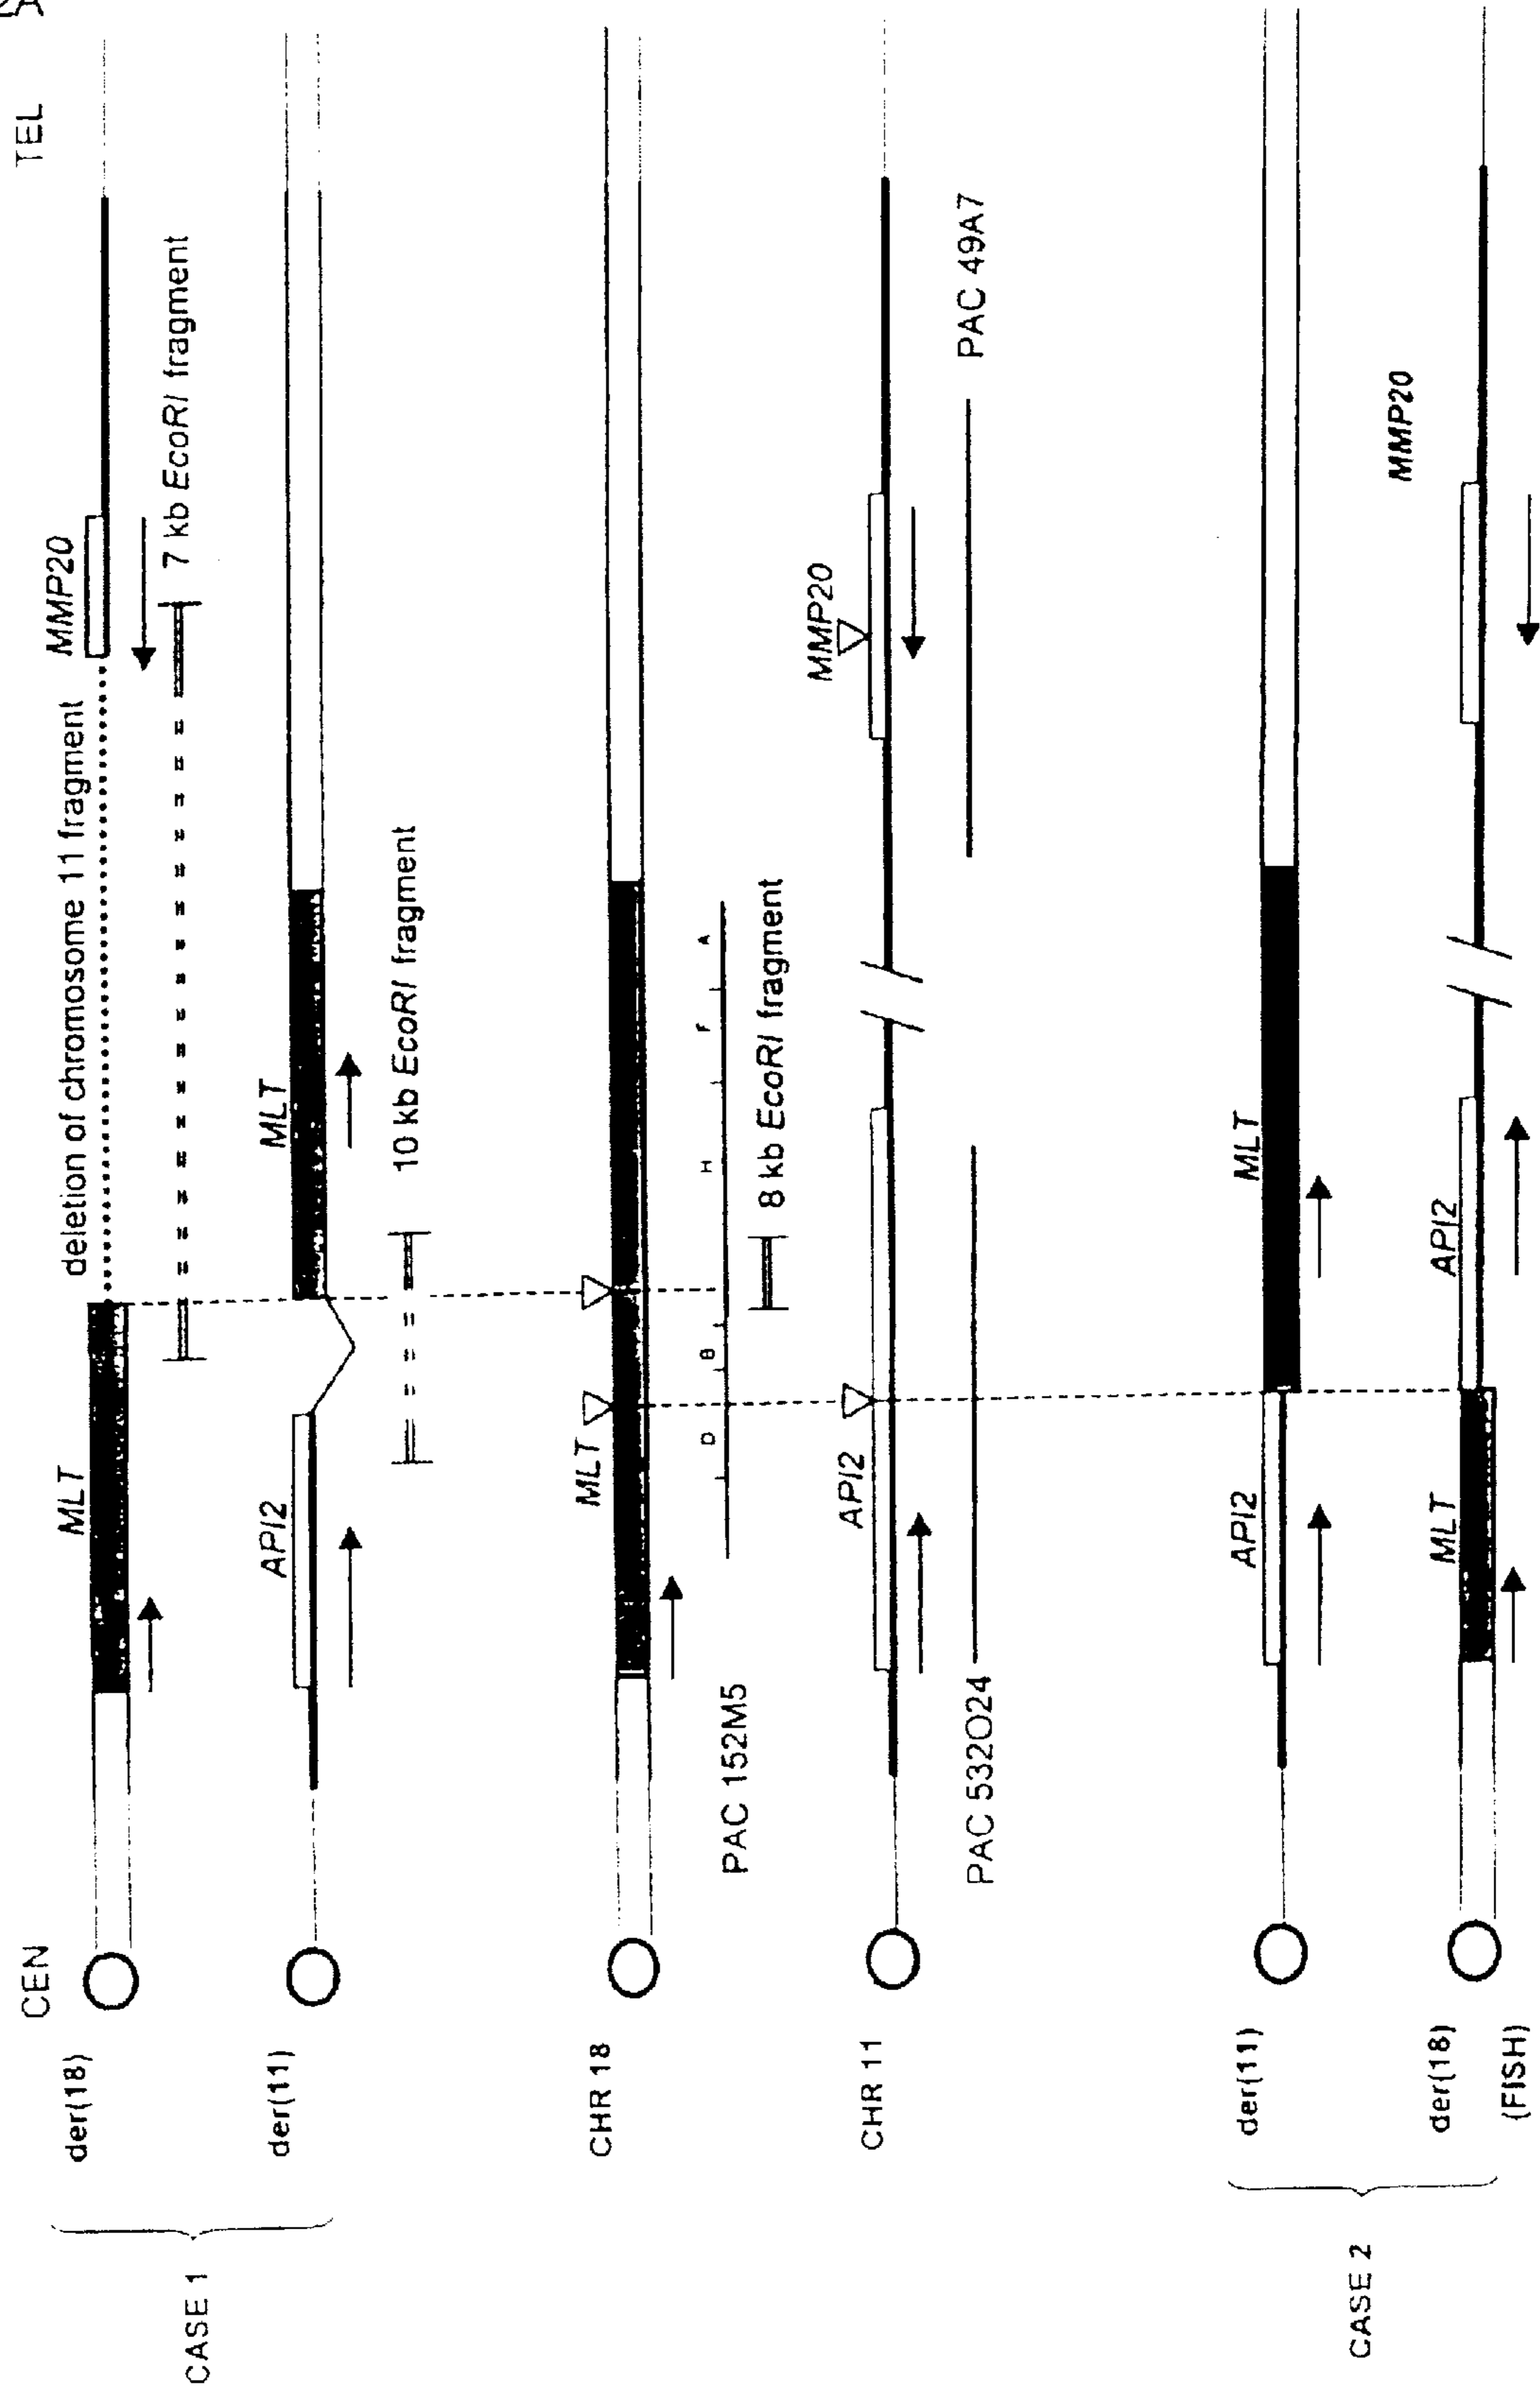 2A
CEN
TEL
CASE 1
der(18)
MLT
deletion of chromosome 11 fragment
MMP20
7 kb EcoRI fragment
der(11)
API2
MLT
10 kb EcoRI fragment
CHR 18
MLT
PAC 152M5
D
B
H
F
A
8 kb EcoRI fragment
CHR 11
API2
MMP20
PAC 532O24
PAC 49A7
CASE 2
der(11)
API2
MLT
der(18)
(FISH)
MLT
API2
MMP20